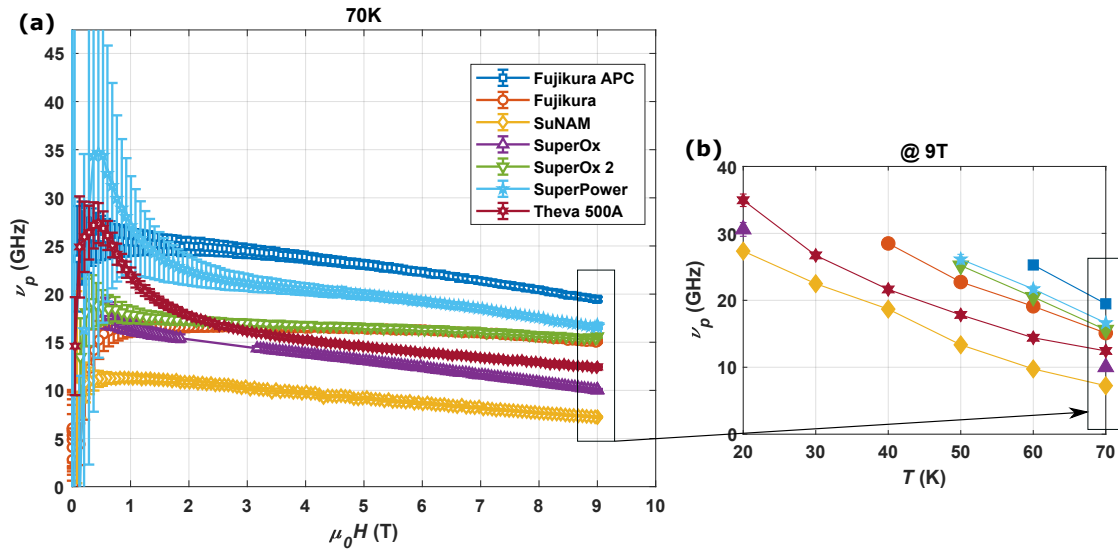 (a)
70K
45
40
35
30
25
20
15
10
5
0
ν_p (GHz)
0 1 2 3 4 5 6 7 8 9 10
μ₀H (T)
Fujikura APC
Fujikura
SuNAM
SuperOx
SuperOx 2
SuperPower
Theva 500A
(b)
@ 9T
40
30
20
10
0
ν_p (GHz)
20 30 40 50 60 70
T (K)